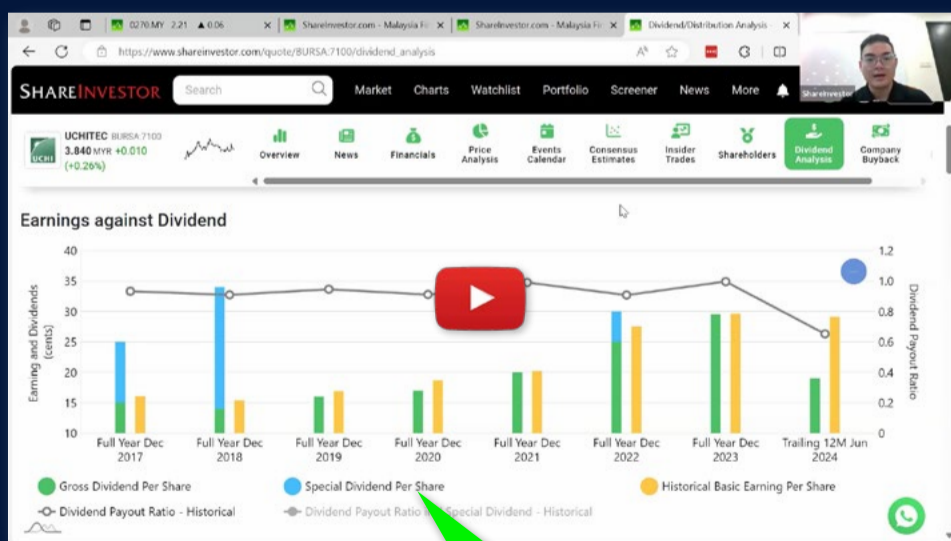 0270.MY 2.21 ▲0.06
ShareInvestor.com - Malaysia Fi
ShareInvestor.com - Malaysia Fi
Dividend/Distribution Analysis
https://www.shareinvestor.com/quote/BURSA:7100/dividend_analysis
SHAREINVESTOR
Search
Market Charts Watchlist Portfolio Screener News More
ShareInvestor
UCHI
UCHITEC BURSA 7100
3.840 MYR +0.010
(+0.26%)
Overview
News
Financials
Price
Analysis
Events
Calendar
Consensus
Estimates
Insider
Trades
Shareholders
Dividend
Analysis
Company
Buyback
Earnings against Dividend
Earning and Dividends
(cents)
40
35
30
25
20
15
10
1.2
1.0
0.8
0.6
0.4
0.2
0
Dividend Payout Ratio
Full Year Dec
2017
Full Year Dec
2018
Full Year Dec
2019
Full Year Dec
2020
Full Year Dec
2021
Full Year Dec
2022
Full Year Dec
2023
Trailing 12M Jun
2024
Gross Dividend Per Share
Special Dividend Per Share
Historical Basic Earning Per Share
Dividend Payout Ratio - Historical
Special Dividend - Historical